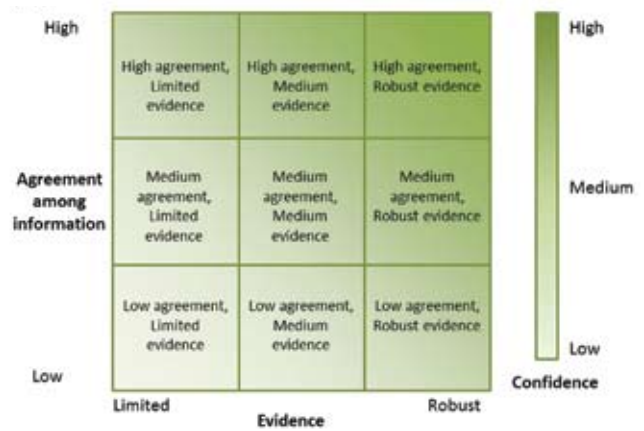 High
High agreement,
Limited
evidence
High agreement,
Medium
evidence
High agreement,
Robust evidence
High
Agreement
among
information
Medium
agreement,
Limited
evidence
Medium
agreement,
Medium
evidence
Medium
agreement,
Robust evidence
Medium
Low agreement,
Limited
evidence
Low agreement,
Medium
evidence
Low agreement,
Robust evidence
Low
Low
Confidence
Limited
Evidence
Robust